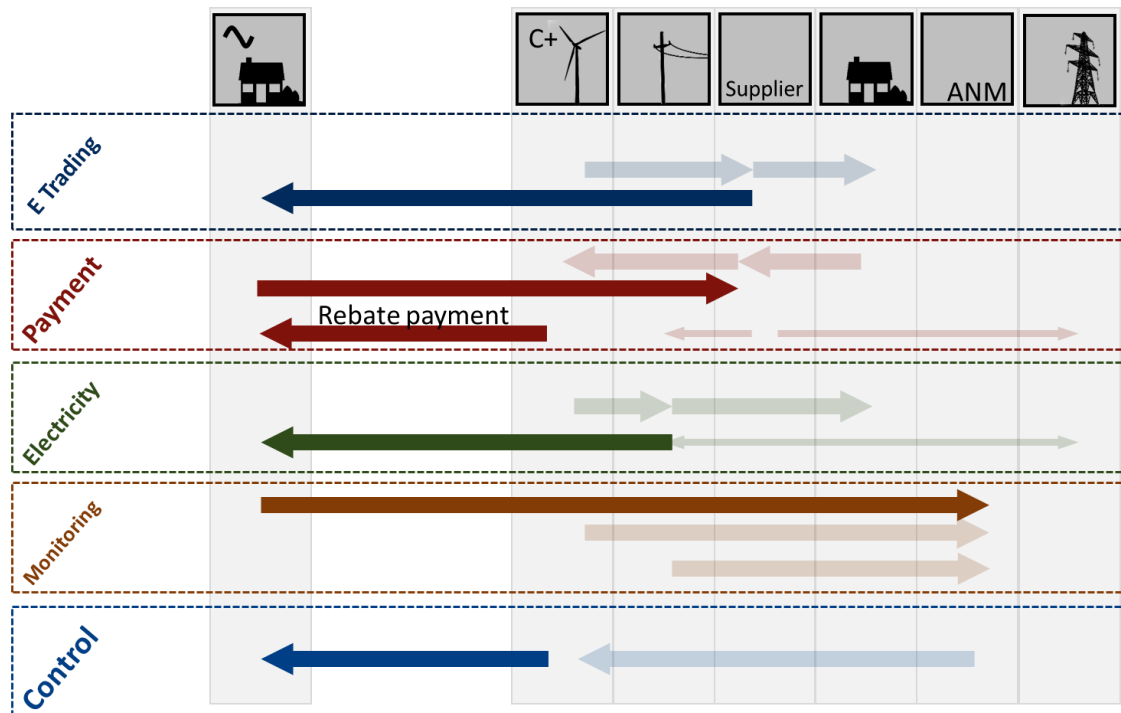 C+
Supplier
ANM
E Trading
Payment
Rebate payment
Electricity
Monitoring
Control